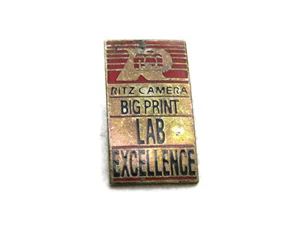 RITZ CAMERA
BIG PRINT
LAB
EXCELLENCE